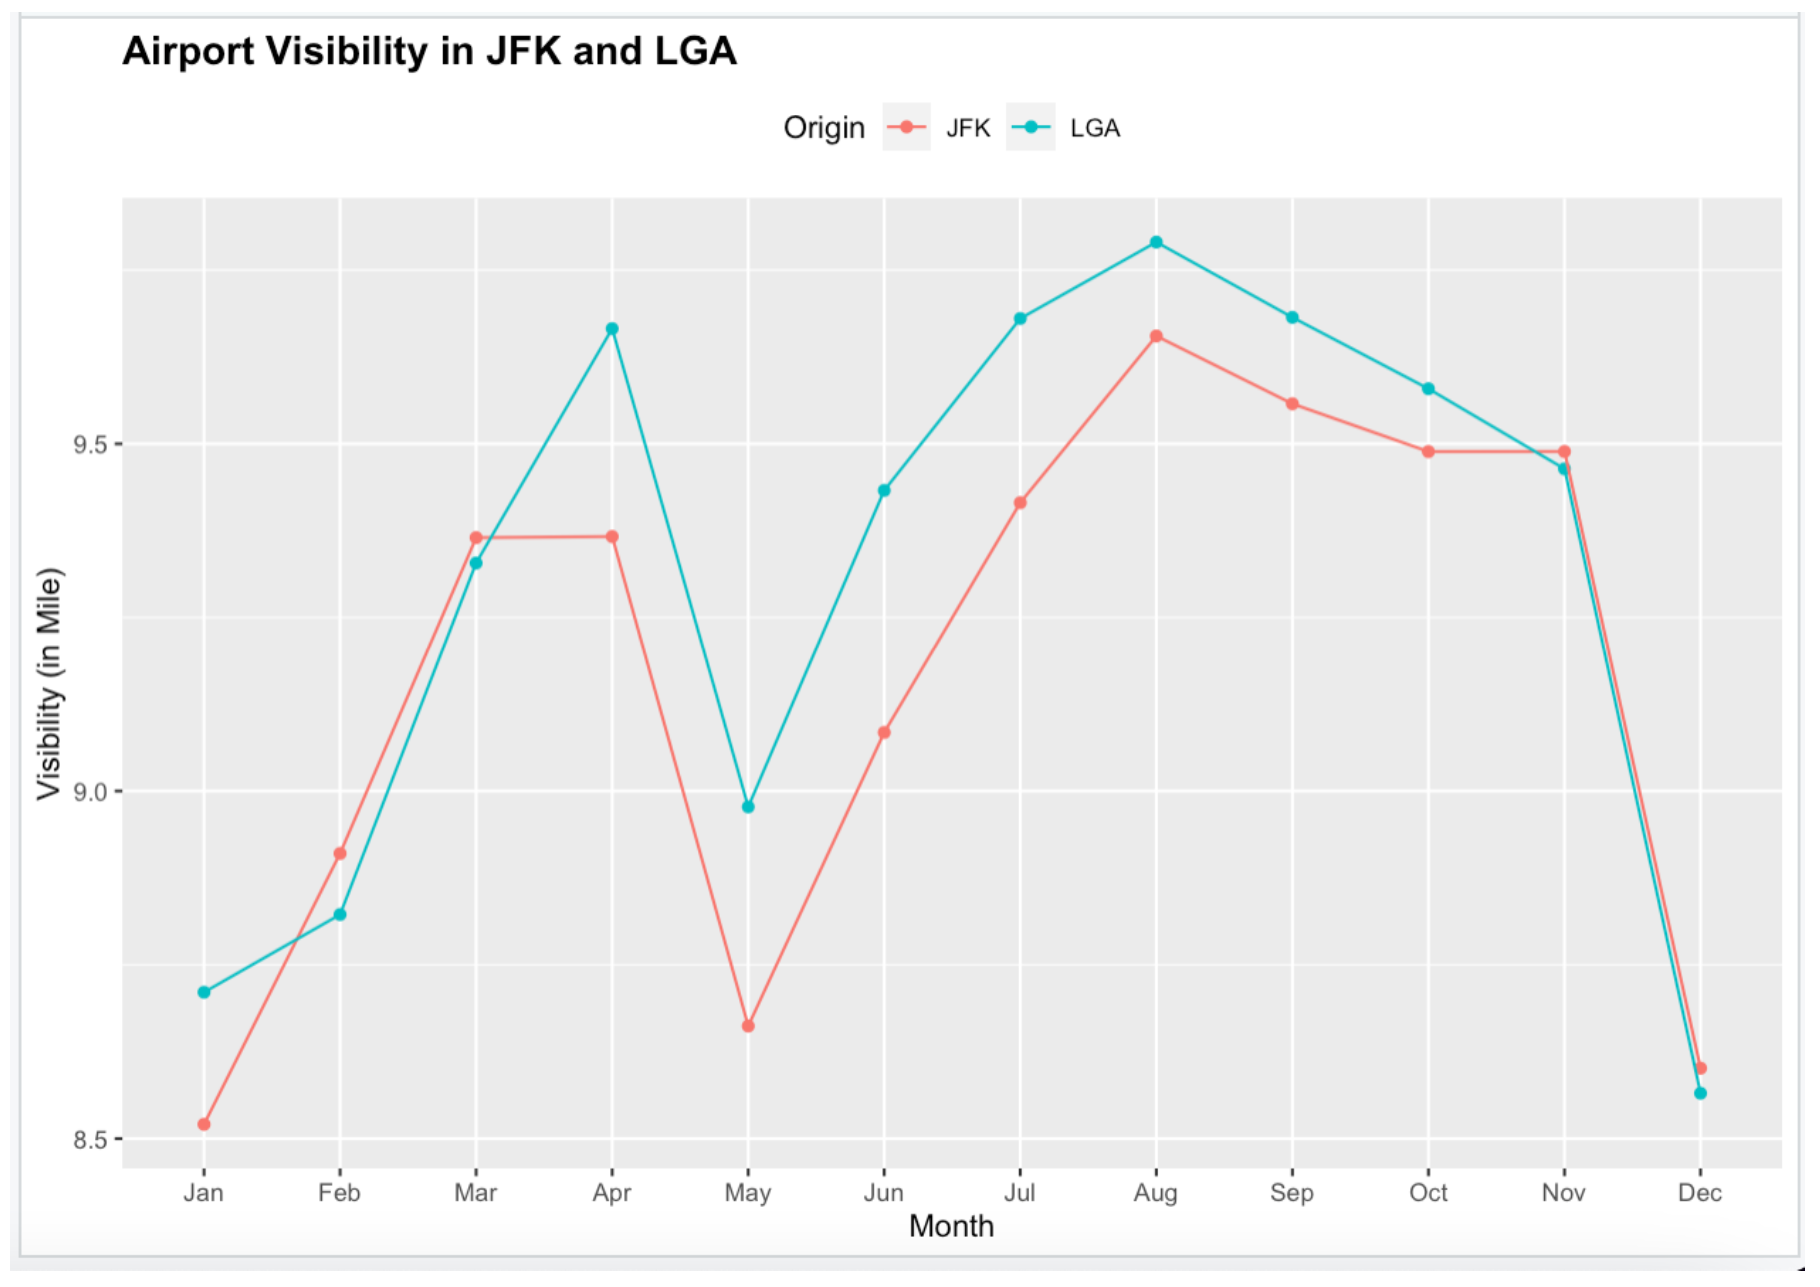 Airport Visibility in JFK and LGA
Origin JFK LGA
Visibility (in Mile)
9.5
9.0
8.5
Jan Feb Mar Apr May Jun Jul Aug Sep Oct Nov Dec
Month